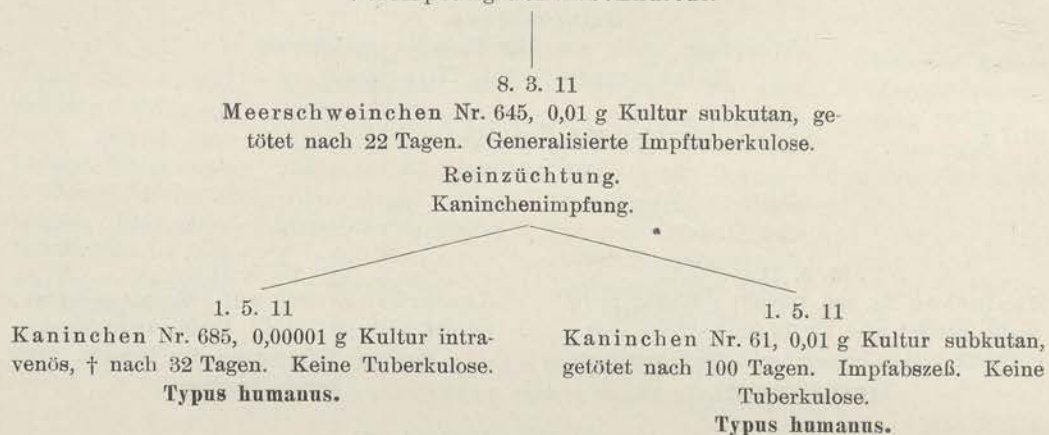 8. 3. 11
Meerschweinchen Nr. 645, 0,01 g Kultur subkutan, ge-
tötet nach 22 Tagen. Generalisierte Impftuberkulose.
Reinzüchtung.
Kaninchenimpfung.
1. 5. 11
Kaninchen Nr. 685, 0,00001 g Kultur intra-
venös, † nach 32 Tagen. Keine Tuberkulose.
Typus humanus.
1. 5. 11
Kaninchen Nr. 61, 0,01 g Kultur subkutan,
getötet nach 100 Tagen. Impfabszeß. Keine
Tuberkulose.
Typus humanus.